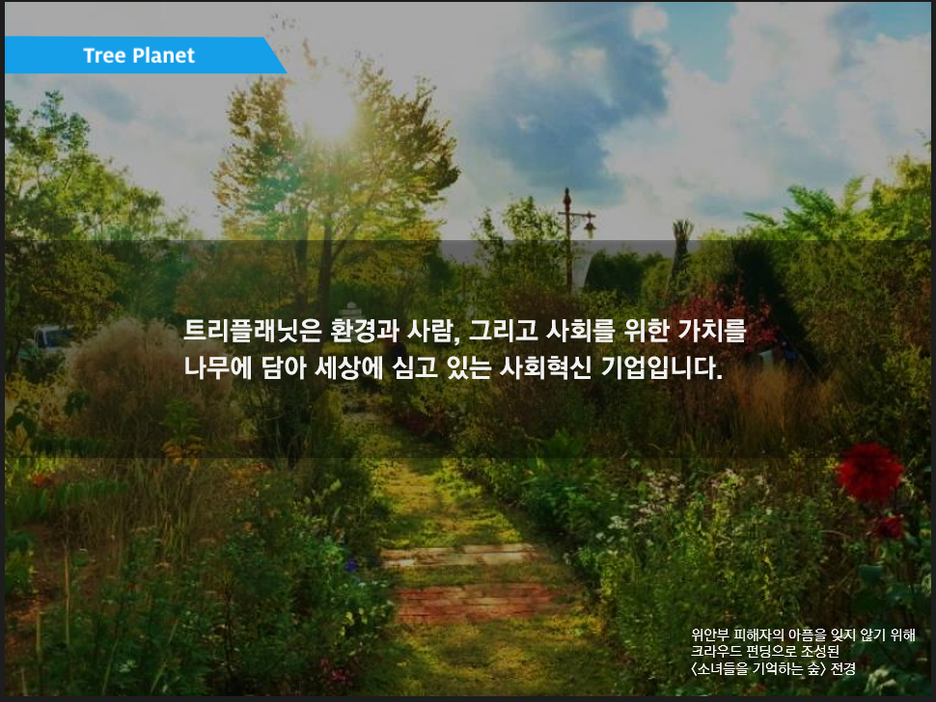 Tree Planet
트리플래닛은 환경과 사람, 그리고 사회를 위한 가치를
나무에 담아 세상에 심고 있는 사회혁신 기업입니다.
위안부 피해자의 아픔을 잊지 않기 위해
크라우드 펀딩으로 조성된
<소녀들을 기억하는 숲> 전경